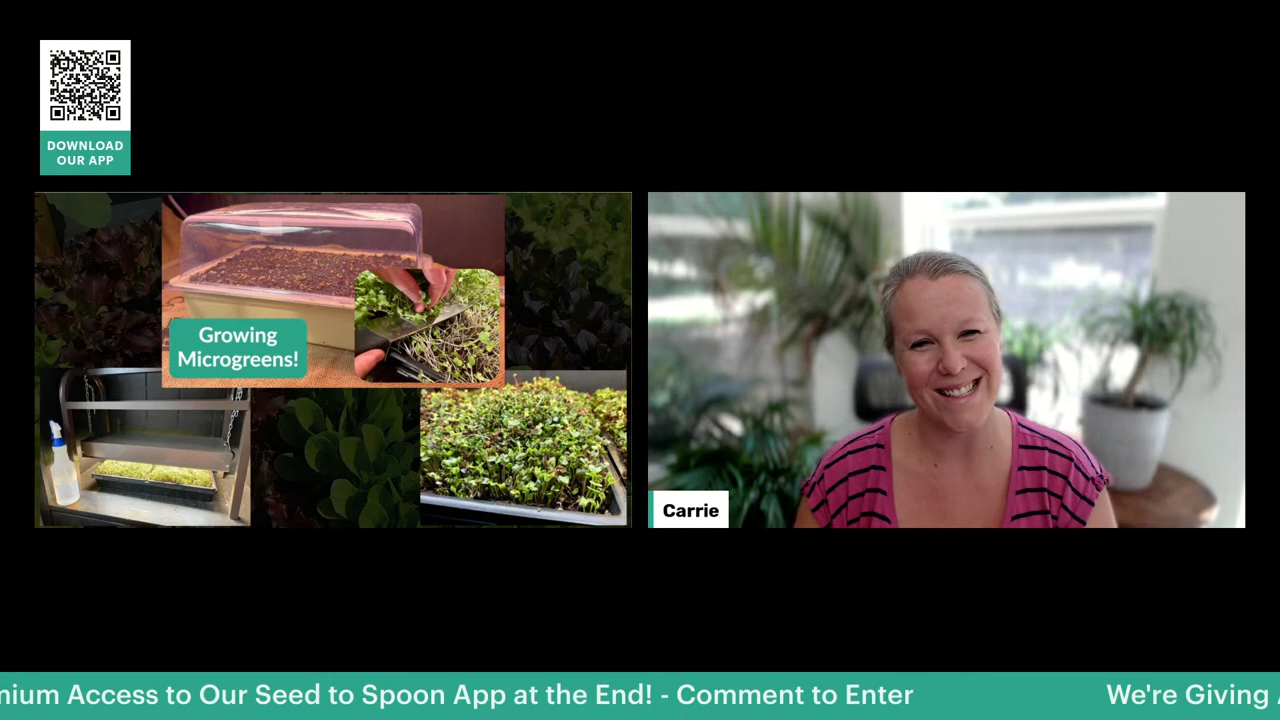 DOWNLOAD
OUR APP
Growing
Microgreens!
Carrie
mium Access to Our Seed to Spoon App at the End! - Comment to Enter
We're Giving